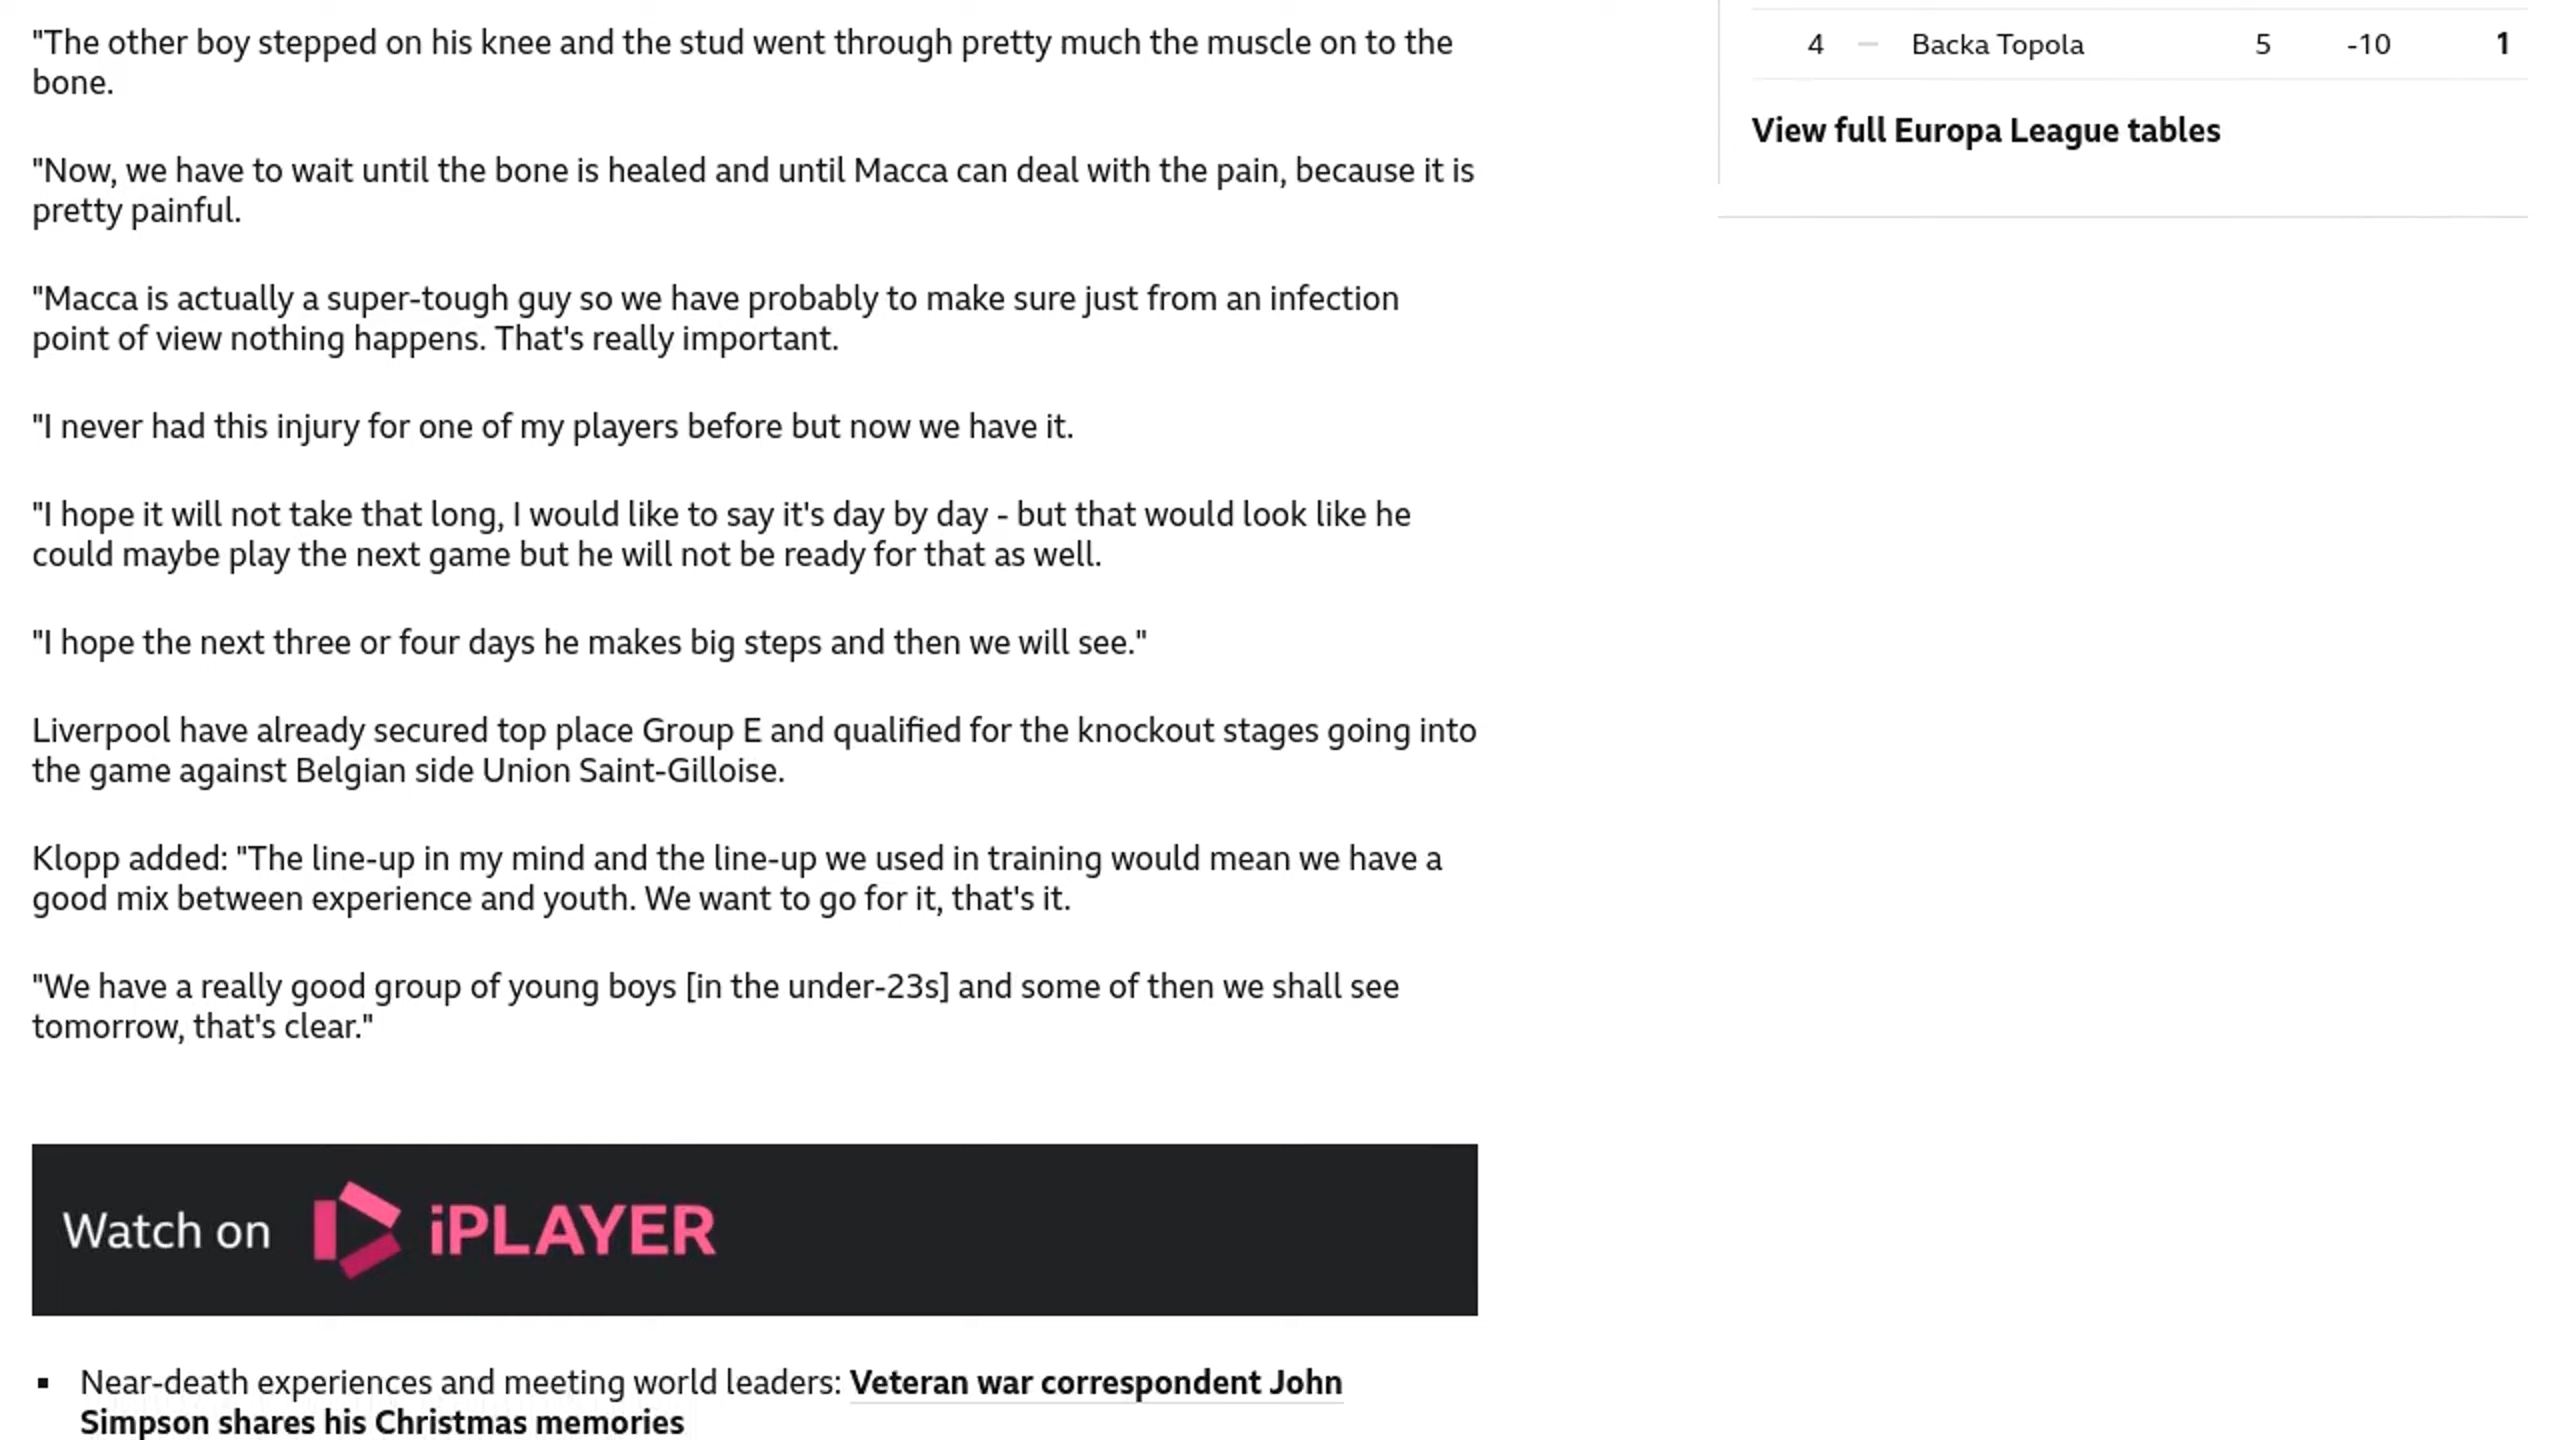 "The other boy stepped on his knee and the stud went through pretty much the muscle on to the
bone.
"Now, we have to wait until the bone is healed and until Macca can deal with the pain, because it is
pretty painful.
"Macca is actually a super-tough guy so we have probably to make sure just from an infection
point of view nothing happens. That's really important.
"I never had this injury for one of my players before but now we have it.
"I hope it will not take that long, I would like to say it's day by day - but that would look like he
could maybe play the next game but he will not be ready for that as well.
"I hope the next three or four days he makes big steps and then we will see."
Liverpool have already secured top place Group E and qualified for the knockout stages going into
the game against Belgian side Union Saint-Gilloise.
Klopp added: "The line-up in my mind and the line-up we used in training would mean we have a
good mix between experience and youth. We want to go for it, that's it.
"We have a really good group of young boys [in the under-23s] and some of then we shall see
tomorrow, that's clear."
Watch on iPLAYER
▪ Near-death experiences and meeting world leaders: Veteran war correspondent John
Simpson shares his Christmas memories
4 – Backa Topola 5 -10 1
View full Europa League tables